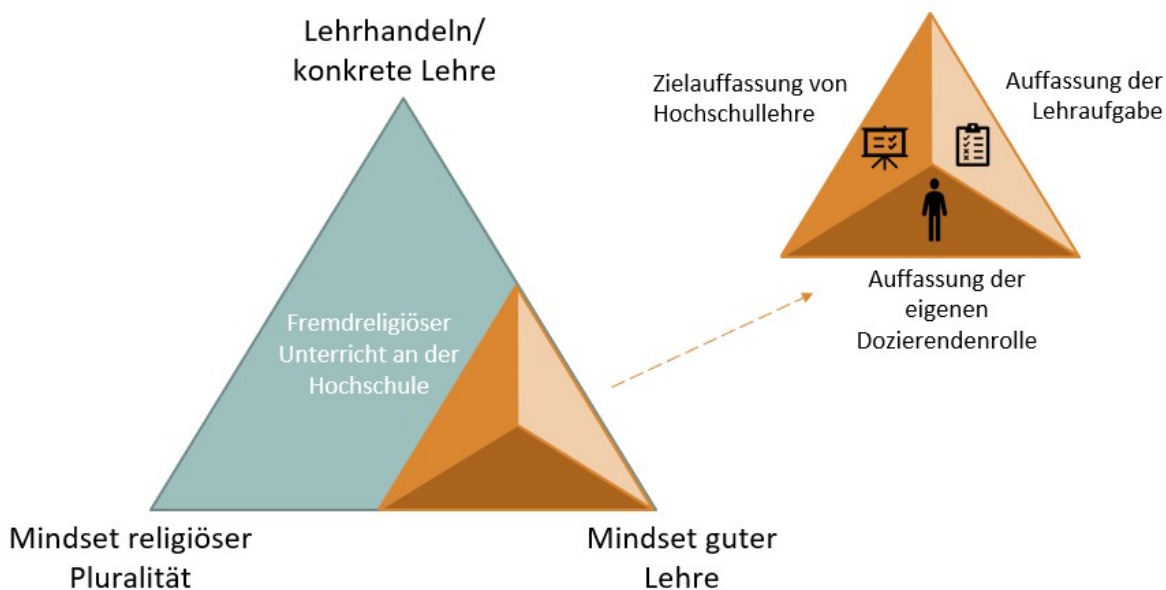 Lehrhandeln/
konkrete Lehre
Zielauffassung von
Hochschullehre
Auffassung der
Lehraufgabe
Auffassung der
eigenen
Dozierendenrolle
Fremdreligiöser
Unterricht an der
Hochschule
Mindset religiöser
Pluralität
Mindset guter
Lehre